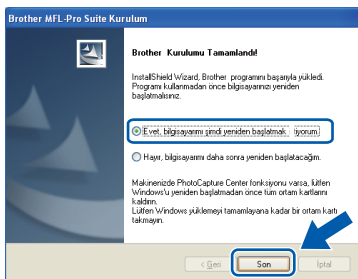 Brother MFL-Pro Suite Kurulum
Brother Kurulumu Tamamlandı!
InstallShield Wizard, Brother programını başarıyla yükledi.
Programı kullanmadan önce bilgisayarınızı yeniden
başlatmalısınız.
Evet, bilgisayarımı şimdi yeniden başlatmak tiyorum.
Hayır, bilgisayarımı daha sonra yeniden başlatacağım.
Makinenizde PhotoCapture Center fonksiyonu varsa, lütfen
Windows'u yeniden başlatmadan önce tüm ortam kartlarını
kaldırın.
Lütfen Windows yüklemeyi tamamlayana kadar bir ortam kartı
takmayın.
< Geri
Son
İptal